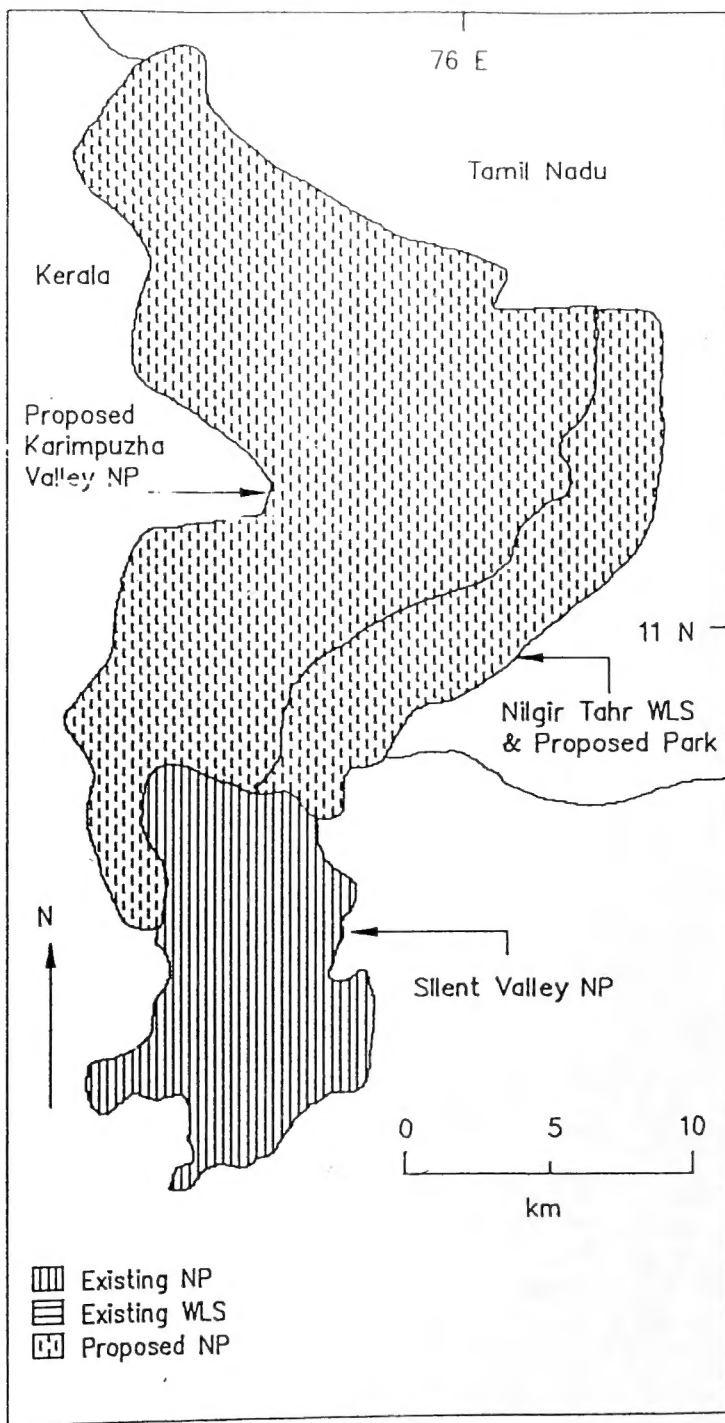 76 E
Tamil Nadu
Kerala
Proposed
Karimpuzha
Valley NP
11 N
Nilgir Tahr WLS
& Proposed Park
N
Silent Valley NP
0 5 10
km
Existing NP
Existing WLS
Proposed NP